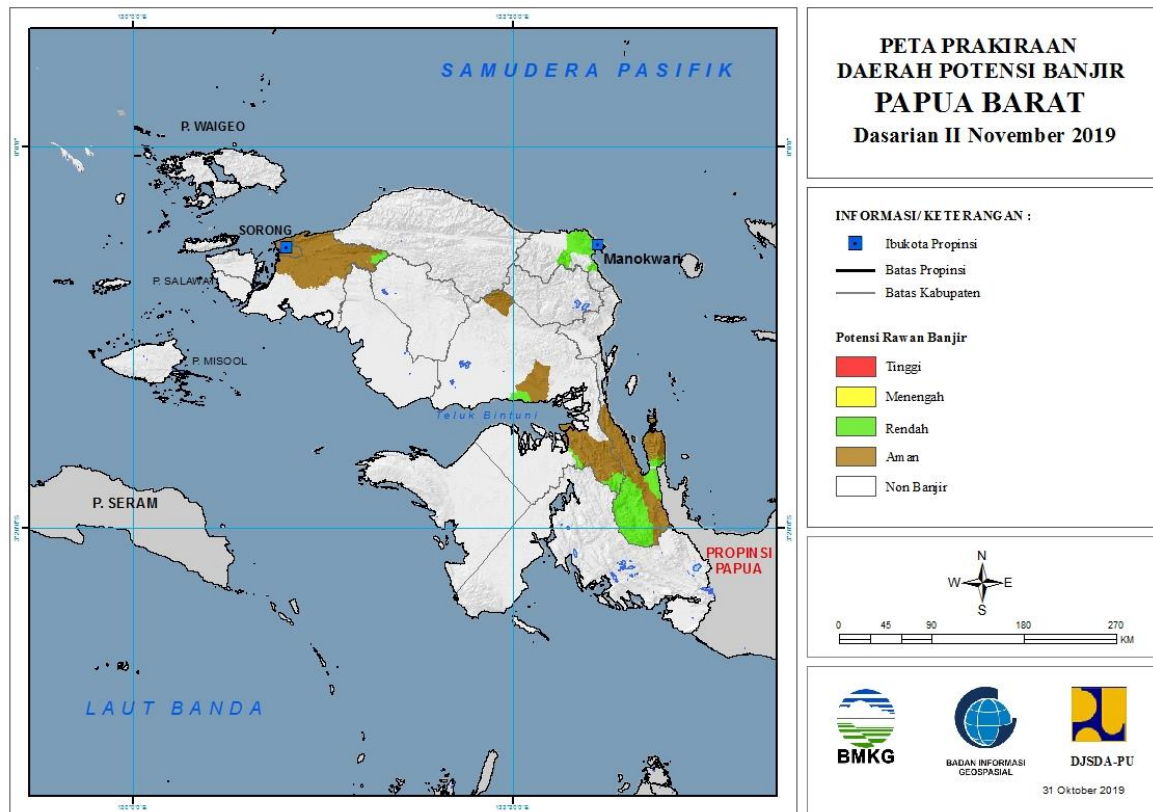 SAMUDERA PASIFIK
P. WAIGEO
SORONG
Manokwari
P. SALAWATI
P. MISOOL
Teluk Bintuni
P. SERAM
PROPINSI
PAPUA
LAUT BANDA
PETA PRAKIRAAN
DAERAH POTENSI BANJIR
PAPUA BARAT
Dasarian II November 2019
INFORMASI/ KETERANGAN :
Ibukota Propinsi
Batas Propinsi
Batas Kabupaten
Potensi Rawan Banjir
Tinggi
Menengah
Rendah
Aman
Non Banjir
N
W E
S
0 45 90 180 270
KM
BMKG
BADAN INFORMASI
GEOSPASIAL
DJSDA-PU
31 Oktober 2019